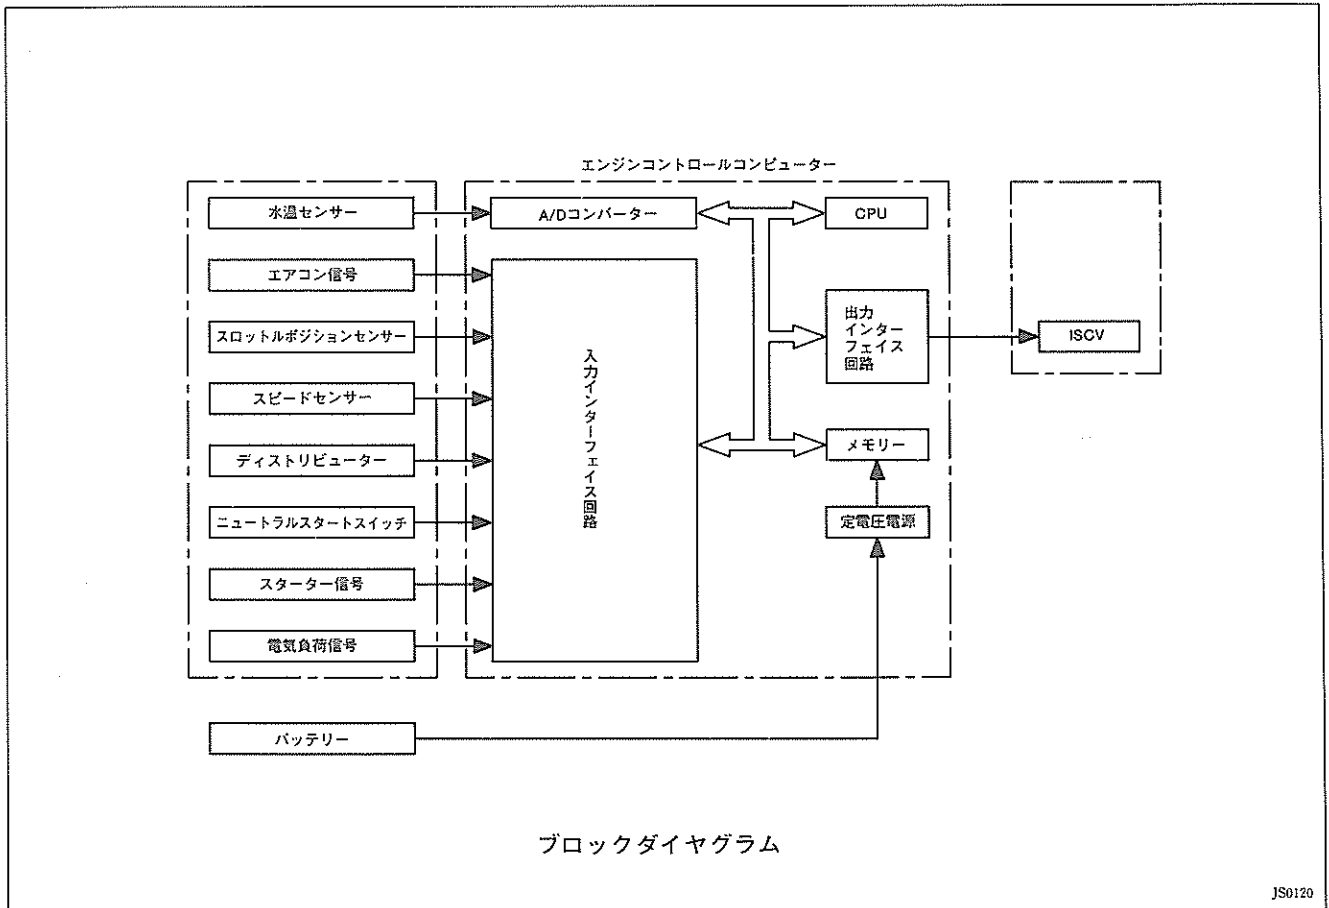 エンジンコントロールコンピューター
水温センサー
A/Dコンバーター
CPU
エアコン信号
スロットルポジションセンサー
スピードセンサー
ディストリビューター
ニュートラルスタートスイッチ
スターター信号
電気負荷信号
入力インターフェイス回路
出力
インター
フェイス
回路
ISCV
メモリー
定電圧電源
バッテリー
ブロックダイヤグラム
JS0120